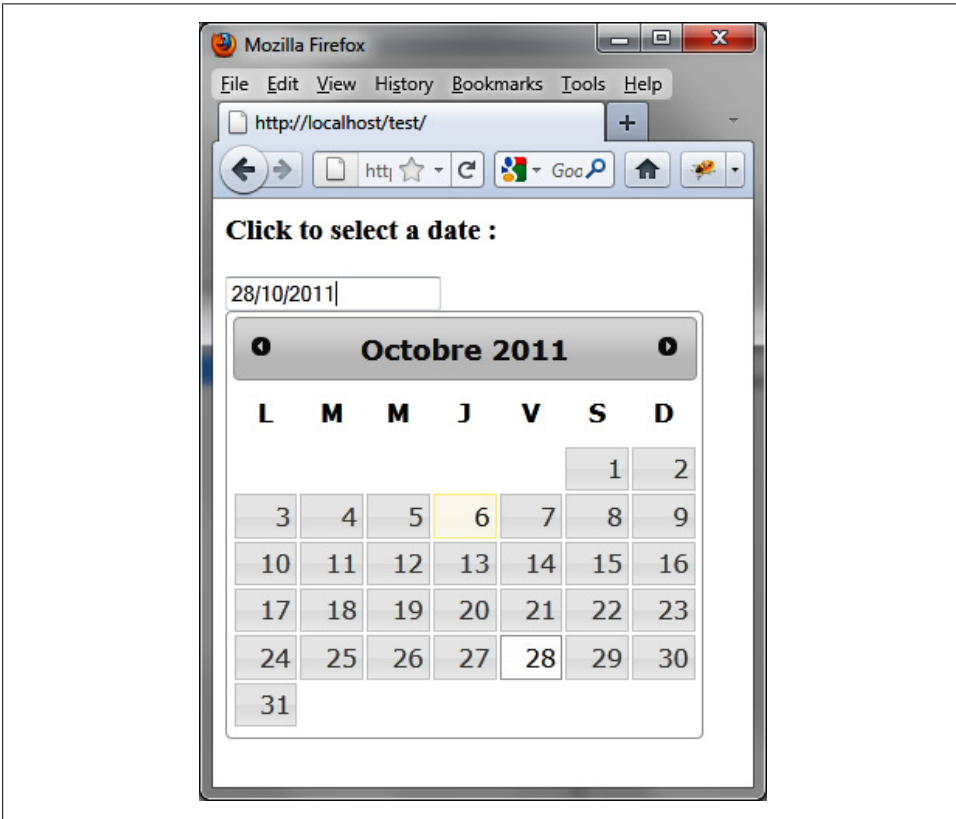 Mozilla Firefox
File Edit View History Bookmarks Tools Help
http://localhost/test/
+
Goo
Click to select a date :
28/10/2011
Octobre 2011
L M M J V S D
1 2
3 4 5 6 7 8 9
10 11 12 13 14 15 16
17 18 19 20 21 22 23
24 25 26 27 28 29 30
31